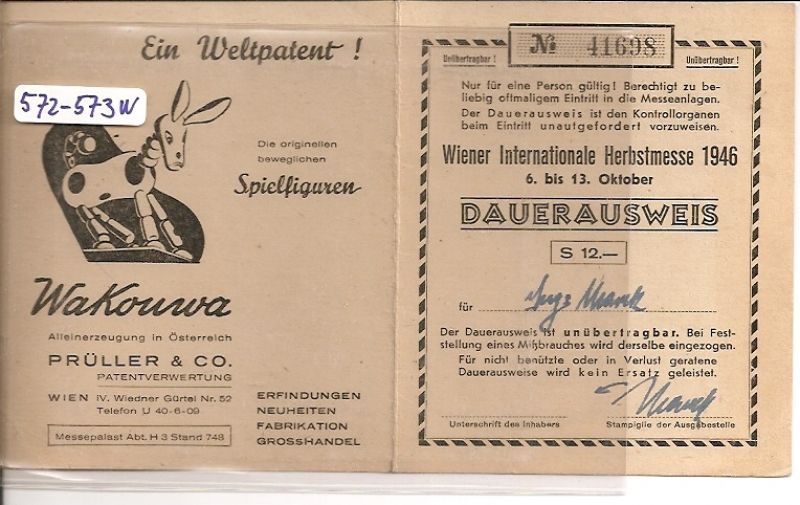 Ein Weltpatent !
572-573W
Die originellen
beweglichen
Spielfiguren
Wakouwa
Alleinerzeugung in Österreich
PRÜLLER & CO.
PATENTVERWERTUNG
WIEN IV. Wiedner Gürtel Nr. 52
Telefon U 40-6-09
Messepalast Abt. H 3 Stand 748
ERFINDUNGEN
NEUHEITEN
FABRIKATION
GROSSHANDEL
№ 41698
Unübertragbar ! Unübertragbar !
Nur für eine Person gültig! Berechtigt zu be-
liebig oftmaligem Eintritt in die Messeanlagen.
Der Dauerausweis ist den Kontrollorganen
beim Eintritt unaufgefordert vorzuweisen.
Wiener Internationale Herbstmesse 1946
6. bis 13. Oktober
DAUERAUSWEIS
S 12.—
für
Der Dauerausweis ist unübertragbar. Bei Fest-
stellung eines Mißbrauches wird derselbe eingezogen.
Für nicht benützte oder in Verlust geratene
Dauerausweise wird kein Ersatz geleistet.
Unterschrift des Inhabers Stampiglie der Ausgabestelle